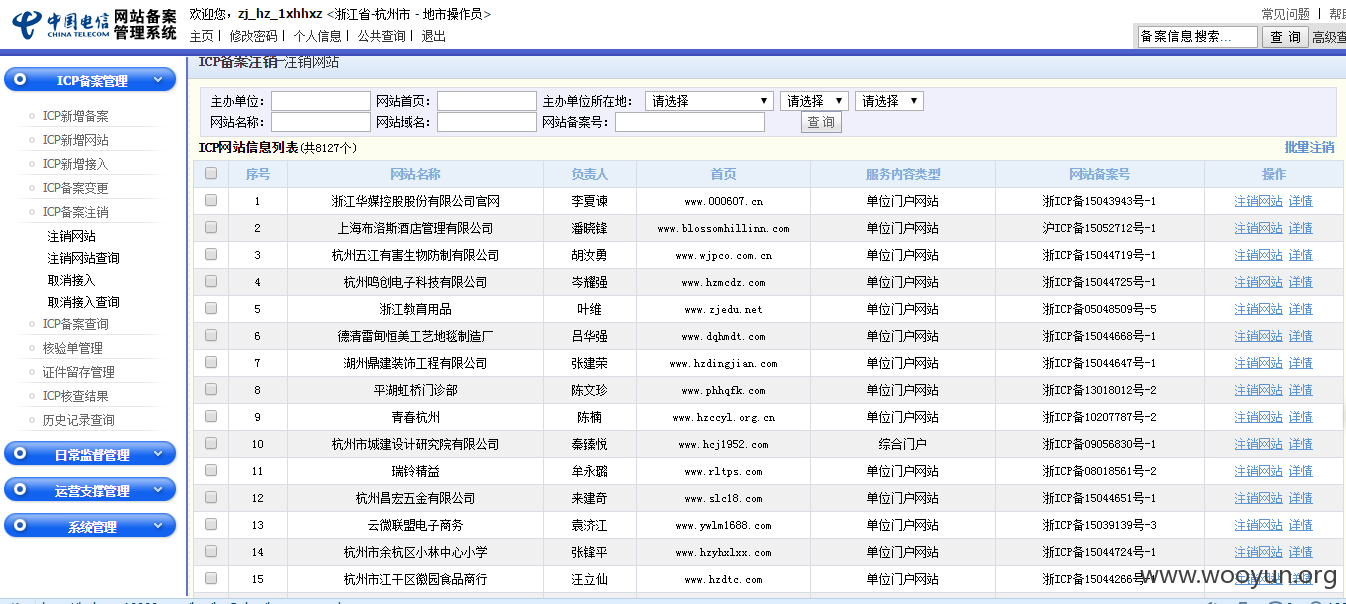 中国电信
CHINA TELECOM
网站备案
管理系统
欢迎您，zj_hz_1xhhxz <浙江省-杭州市 - 地市操作员>
主页| 修改密码| 个人信息| 公共查询| 退出
常见问题 | 帮
备案信息搜索... 查 询 高级查
ICP备案管理
ICP新增备案
ICP新增网站
ICP新增接入
ICP备案变更
ICP备案注销
注销网站
注销网站查询
取消接入
取消接入查询
ICP备案查询
核验单管理
证件留存管理
ICP核查结果
历史记录查询
日常监督管理
运营支撑管理
系统管理
ICP备案注销-注销网站
主办单位： 网站首页： 主办单位所在地： 请选择 请选择 请选择
网站名称： 网站域名： 网站备案号： 查 询
ICP网站信息列表(共8127个) 批量注销
序号 网站名称 负责人 首页 服务内容类型 网站备案号 操作
1 浙江华媒控股股份有限公司官网 李夏谏 www.000607.cn 单位门户网站 浙ICP备15043943号-1 注销网站 详情
2 上海布洛斯酒店管理有限公司 潘晓锋 www.blossomhillinn.com 单位门户网站 沪ICP备15052712号-1 注销网站 详情
3 杭州五江有害生物防制有限公司 胡汝勇 www.wjpco.com.cn 单位门户网站 浙ICP备15044719号-1 注销网站 详情
4 杭州鸣创电子科技有限公司 岑耀强 www.hzmcdz.com 单位门户网站 浙ICP备15044725号-1 注销网站 详情
5 浙江教育用品 叶维 www.zjedu.net 单位门户网站 浙ICP备05048509号-5 注销网站 详情
6 德清雷甸恒美工艺地毯制造厂 吕华强 www.dqhmdt.com 单位门户网站 浙ICP备15044668号-1 注销网站 详情
7 湖州鼎建装饰工程有限公司 张建荣 www.hzdingjian.com 单位门户网站 浙ICP备15044647号-1 注销网站 详情
8 平湖虹桥门诊部 陈文珍 www.phhqfk.com 单位门户网站 浙ICP备13018012号-2 注销网站 详情
9 青春杭州 陈楠 www.hzccyl.org.cn 单位门户网站 浙ICP备10207787号-2 注销网站 详情
10 杭州市城建设计研究院有限公司 秦臻悦 www.hcj1952.com 综合门户 浙ICP备09056830号-1 注销网站 详情
11 瑞铃精益 牟永璐 www.rltps.com 单位门户网站 浙ICP备08018561号-2 注销网站 详情
12 杭州昌宏五金有限公司 来建奇 www.slc18.com 单位门户网站 浙ICP备15044651号-1 注销网站 详情
13 云微联盟电子商务 袁济江 www.ywlm1688.com 单位门户网站 浙ICP备15039139号-3 注销网站 详情
14 杭州市余杭区小林中心小学 张锋平 www.hzyhxlxx.com 单位门户网站 浙ICP备15044724号-1 注销网站 详情
15 杭州市江干区徽园食品商行 汪立仙 www.hzdtc.com 单位门户网站 浙ICP备15044266号-1 注销网站 详情
www.wooyun.org